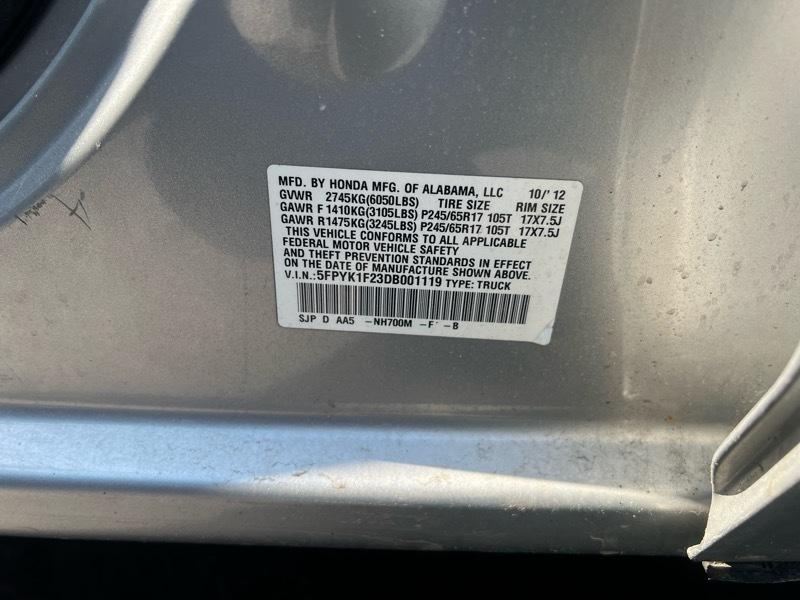 MFD. BY HONDA MFG. OF ALABAMA, LLC 10/'12
GVWR 2745KG(6050LBS) TIRE SIZE RIM SIZE
GAWR F 1410KG(3105LBS) P245/65R17 105T 17X7.5J
GAWR R1475KG(3245LBS) P245/65R17 105T 17X7.5J
THIS VEHICLE CONFORMS TO ALL APPLICABLE
FEDERAL MOTOR VEHICLE SAFETY
AND THEFT PREVENTION STANDARDS IN EFFECT
ON THE DATE OF MANUFACTURE SHOWN ABOVE.
V.I.N.:5FPYK1F23DB001119 TYPE: TRUCK
SJP D AA5 -NH700M -F -B